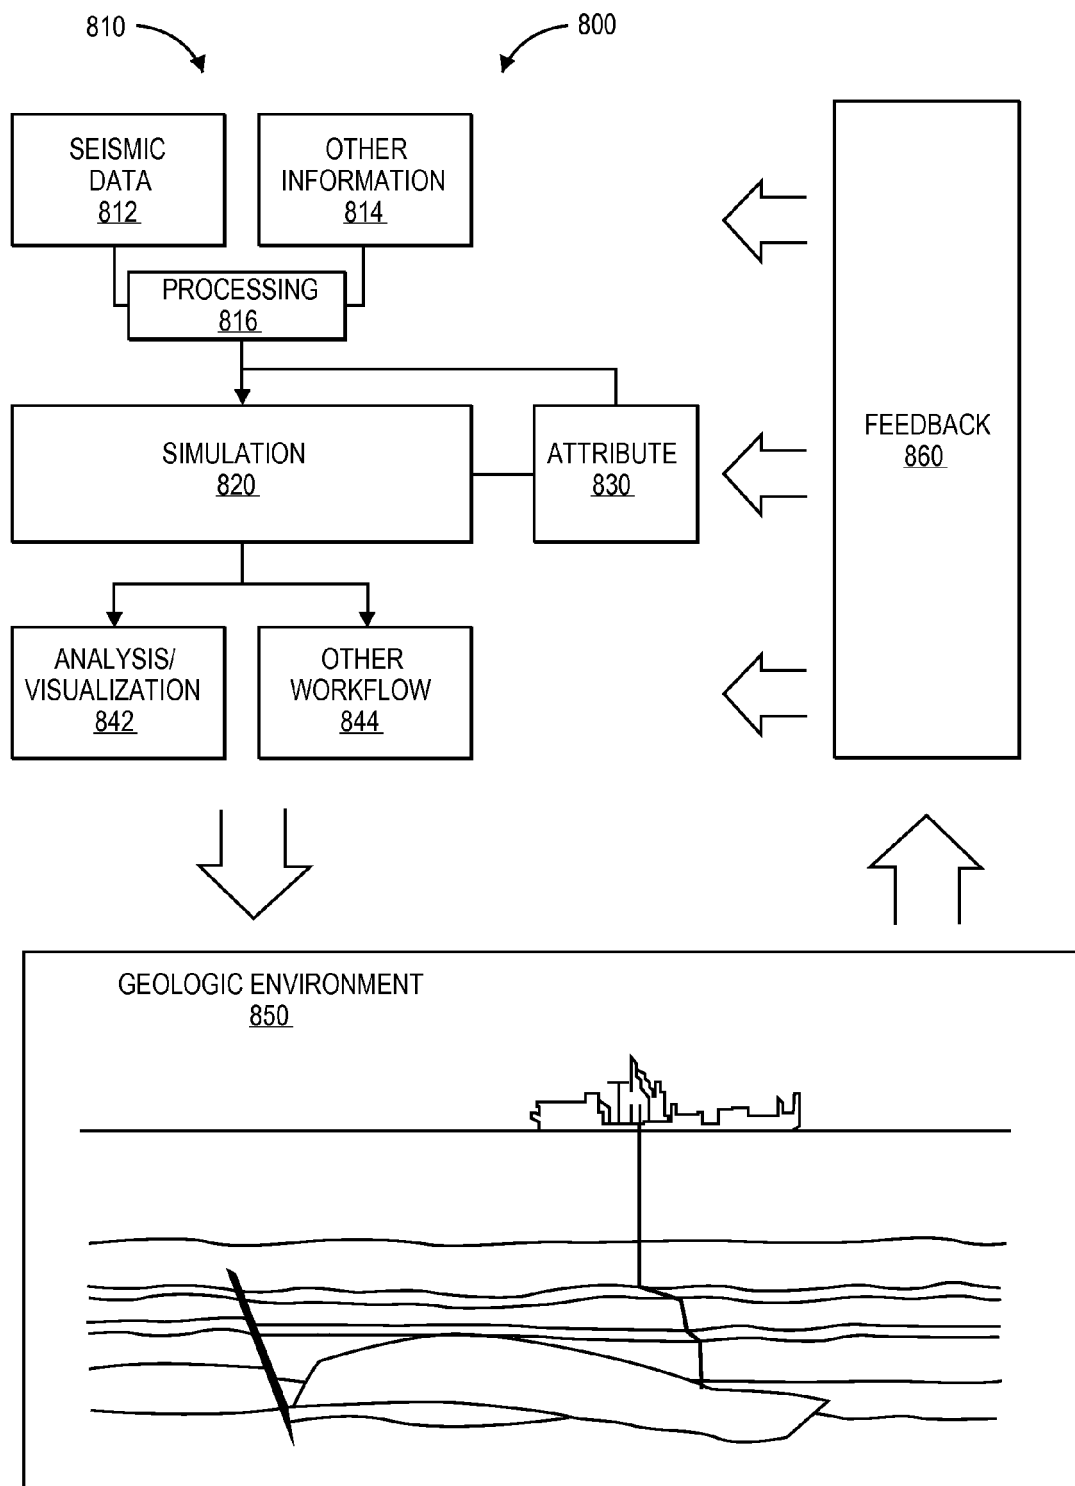 810
800
SEISMIC
DATA
812
OTHER
INFORMATION
814
PROCESSING
816
SIMULATION
820
ATTRIBUTE
830
FEEDBACK
860
ANALYSIS/
VISUALIZATION
842
OTHER
WORKFLOW
844
GEOLOGIC ENVIRONMENT
850